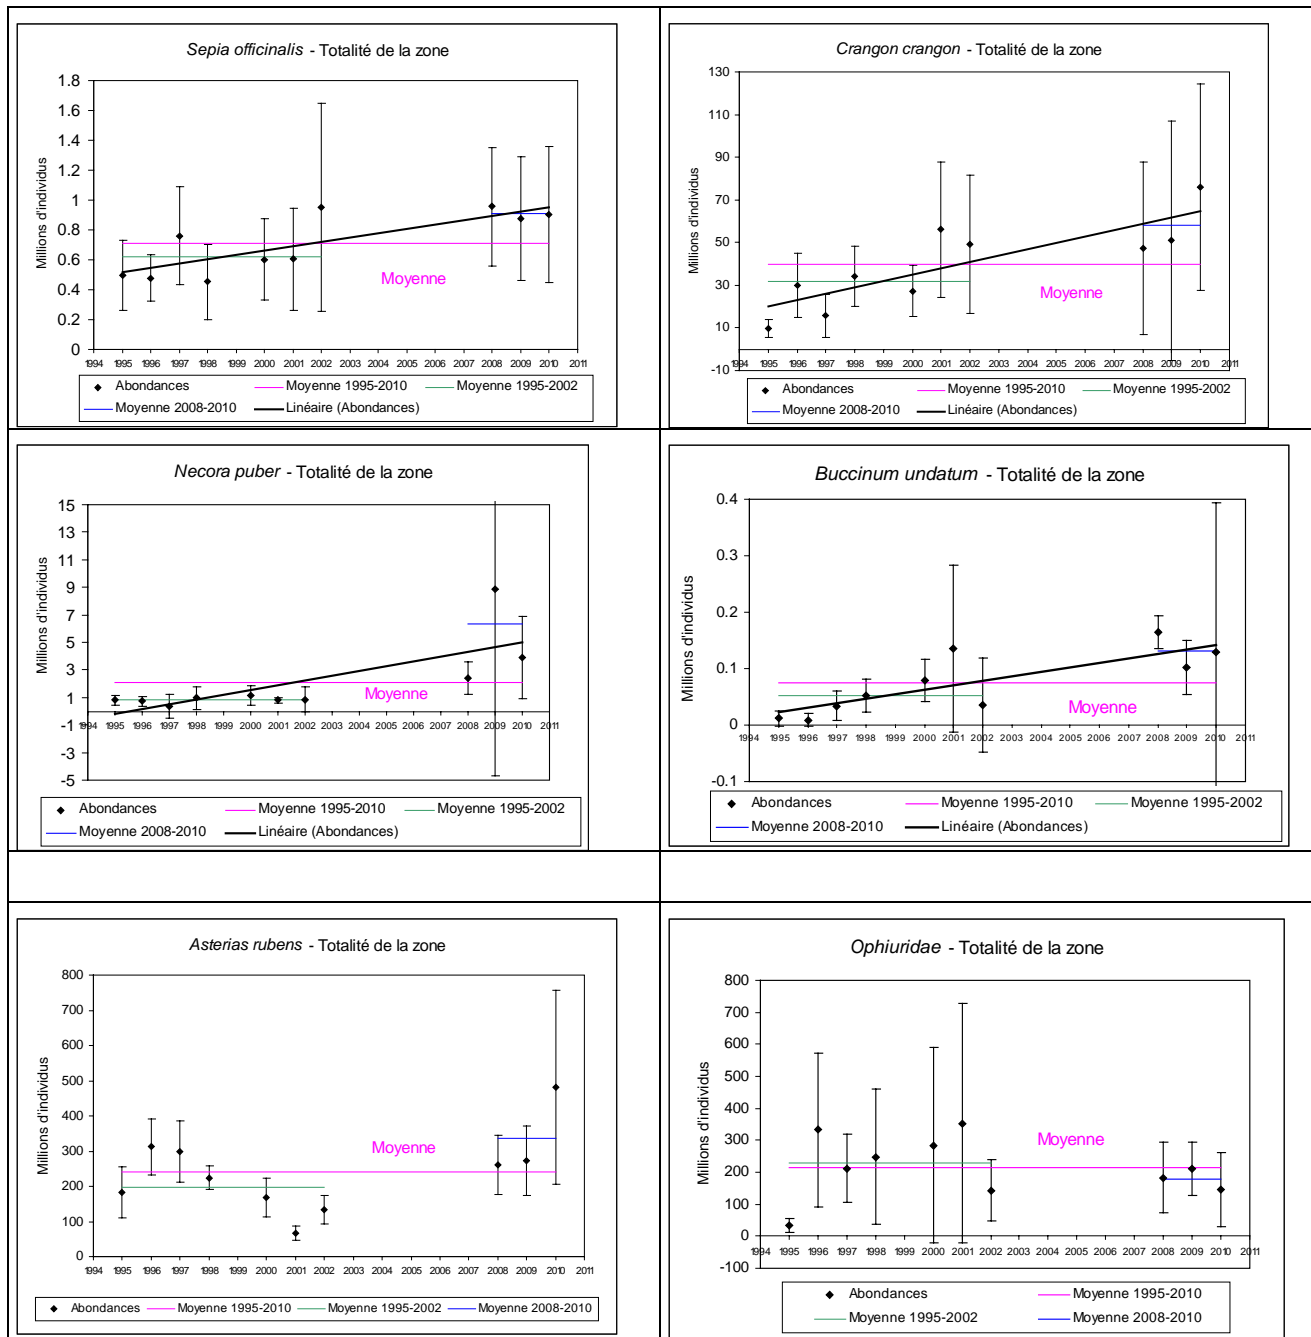 Sepia officinalis - Totalité de la zone
1.8
1.6
1.4
1.2
1
0.8
0.6
0.4
0.2
0
Millions d'individus
Moyenne
1994 1995 1996 1997 1998 1999 2000 2001 2002 2003 2004 2005 2006 2007 2008 2009 2010 2011
Abondances Moyenne 1995-2010 Moyenne 1995-2002
Moyenne 2008-2010 Linéaire (Abondances)
Crangon crangon - Totalité de la zone
130
110
90
70
50
30
10
-10
Millions d'individus
Moyenne
1994 1995 1996 1997 1998 1999 2000 2001 2002 2003 2004 2005 2006 2007 2008 2009 2010 2011
Abondances Moyenne 1995-2010 Moyenne 1995-2002
Moyenne 2008-2010 Linéaire (Abondances)
Necora puber - Totalité de la zone
15
13
11
9
7
5
3
1
-1
-3
-5
Millions d'individus
Moyenne
1994 1995 1996 1997 1998 1999 2000 2001 2002 2003 2004 2005 2006 2007 2008 2009 2010 2011
Abondances Moyenne 1995-2010 Moyenne 1995-2002
Moyenne 2008-2010 Linéaire (Abondances)
Buccinum undatum - Totalité de la zone
0.4
0.3
0.2
0.1
0
-0.1
Millions d'individus
Moyenne
1994 1995 1996 1997 1998 1999 2000 2001 2002 2003 2004 2005 2006 2007 2008 2009 2010 2011
Abondances Moyenne 1995-2010 Moyenne 1995-2002
Moyenne 2008-2010 Linéaire (Abondances)
Asterias rubens - Totalité de la zone
800
700
600
500
400
300
200
100
0
Millions d'individus
Moyenne
1994 1995 1996 1997 1998 1999 2000 2001 2002 2003 2004 2005 2006 2007 2008 2009 2010 2011
Abondances Moyenne 1995-2010 Moyenne 1995-2002 Moyenne 2008-2010
Ophiuridae - Totalité de la zone
800
700
600
500
400
300
200
100
0
-100
Millions d'individus
Moyenne
1994 1995 1996 1997 1998 1999 2000 2001 2002 2003 2004 2005 2006 2007 2008 2009 2010 2011
Abondances Moyenne 1995-2010
Moyenne 1995-2002 Moyenne 2008-2010